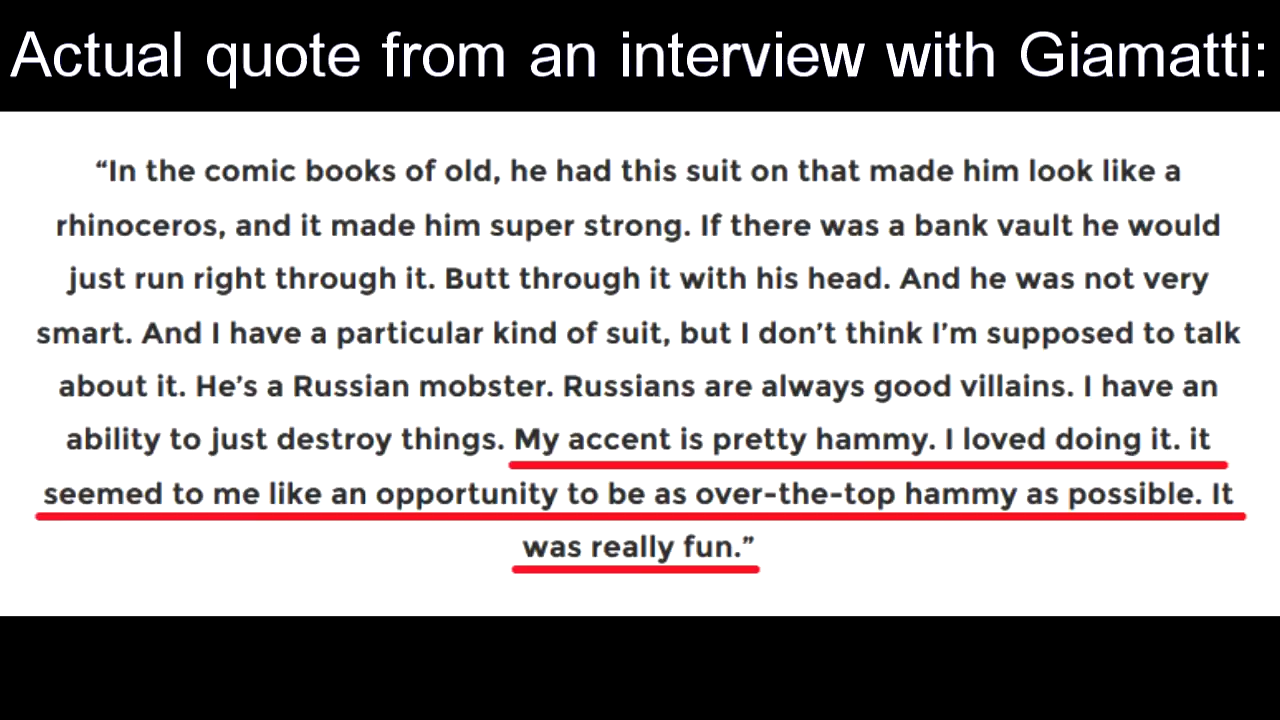 Actual quote from an interview with Giamatti:
“In the comic books of old, he had this suit on that made him look like a
rhinoceros, and it made him super strong. If there was a bank vault he would
just run right through it. Butt through it with his head. And he was not very
smart. And I have a particular kind of suit, but I don’t think I’m supposed to talk
about it. He’s a Russian mobster. Russians are always good villains. I have an
ability to just destroy things. My accent is pretty hammy. I loved doing it. it
seemed to me like an opportunity to be as over-the-top hammy as possible. It
was really fun.”